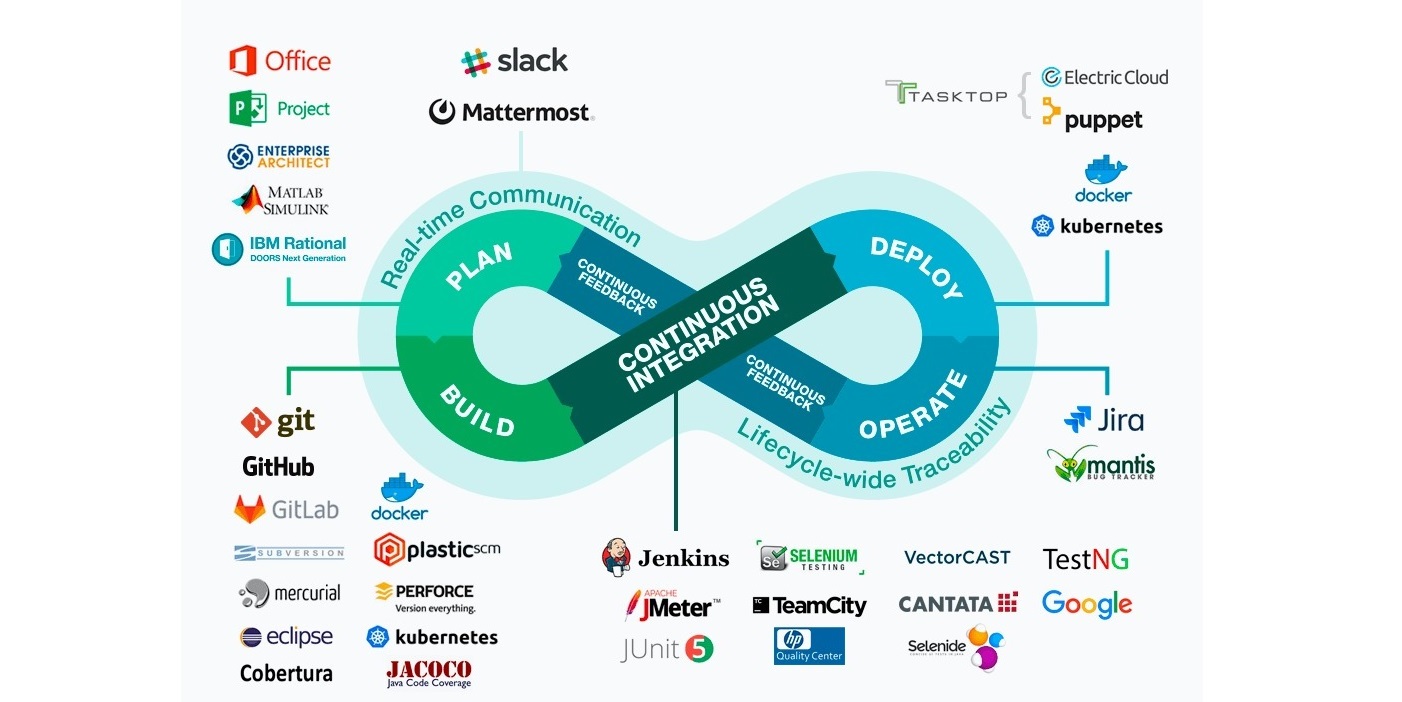 Office
Project
ENTERPRISE
ARCHITECT
MATLAB
SIMULINK
IBM Rational
DOORS Next Generation
slack
Mattermost
TASKTOP
Electric Cloud
puppet
docker
kubernetes
Real-time Communication
PLAN
CONTINUOUS
FEEDBACK
CONTINUOUS
INTEGRATION
DEPLOY
BUILD
CONTINUOUS
FEEDBACK
OPERATE
Lifecycle-wide Traceability
git
GitHub
GitLab
SUBVERSION
mercurial
eclipse
Cobertura
docker
plasticscm
PERFORCE
Version everything.
kubernetes
JACOCO
Java Code Coverage
Jenkins
APACHE
JMeter™
JUnit 5
Se SELENIUM
TESTING
TC TeamCity
hp
Quality Center
VectorCAST
CANTATA
Selenide
TestNG
Google
Jira
mantis
BUG TRACKER